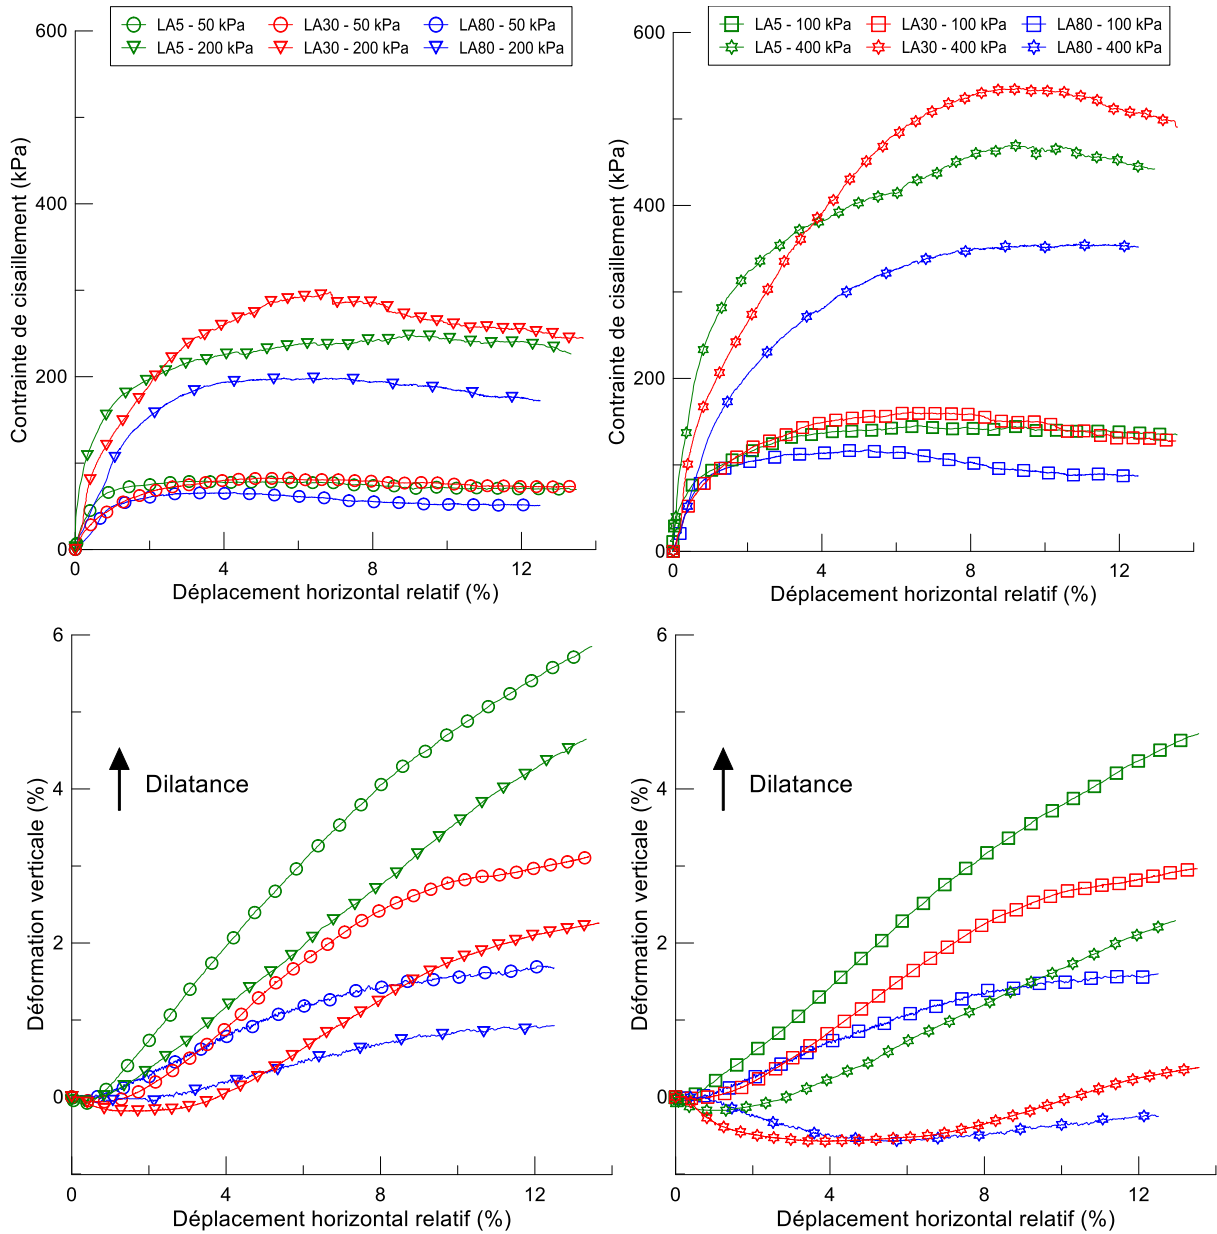 LA5 - 50 kPa LA30 - 50 kPa LA80 - 50 kPa
LA5 - 200 kPa LA30 - 200 kPa LA80 - 200 kPa
600
400
200
0
Contrainte de cisaillement (kPa)
0 4 8 12
Déplacement horizontal relatif (%)
LA5 - 100 kPa LA30 - 100 kPa LA80 - 100 kPa
LA5 - 400 kPa LA30 - 400 kPa LA80 - 400 kPa
600
400
200
0
Contrainte de cisaillement (kPa)
0 4 8 12
Déplacement horizontal relatif (%)
6
4
2
0
Déformation verticale (%)
Dilatance
0 4 8 12
Déplacement horizontal relatif (%)
6
4
2
0
Déformation verticale (%)
Dilatance
0 4 8 12
Déplacement horizontal relatif (%)